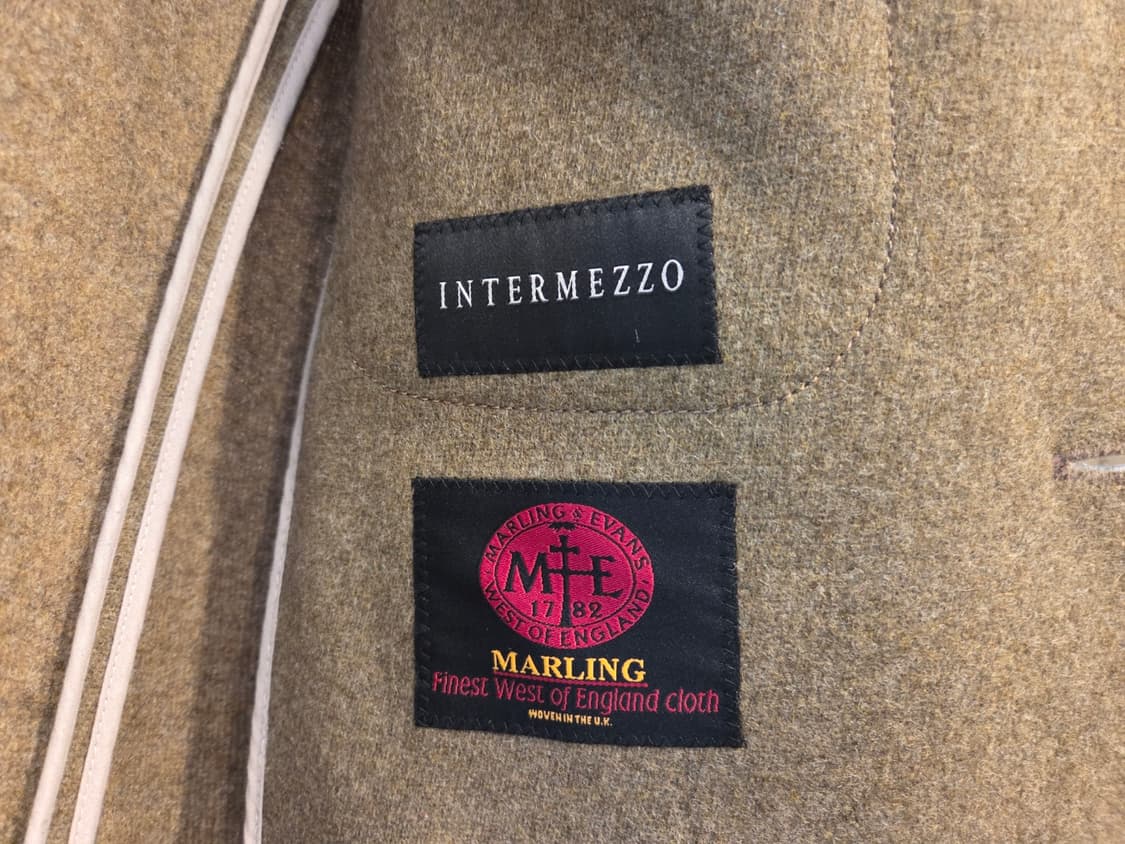 INTERMEZZO
MARLING & EVANS
M E
17 82
WEST OF ENGLAND
MARLING
Finest West of England cloth
WOVEN IN THE U.K.